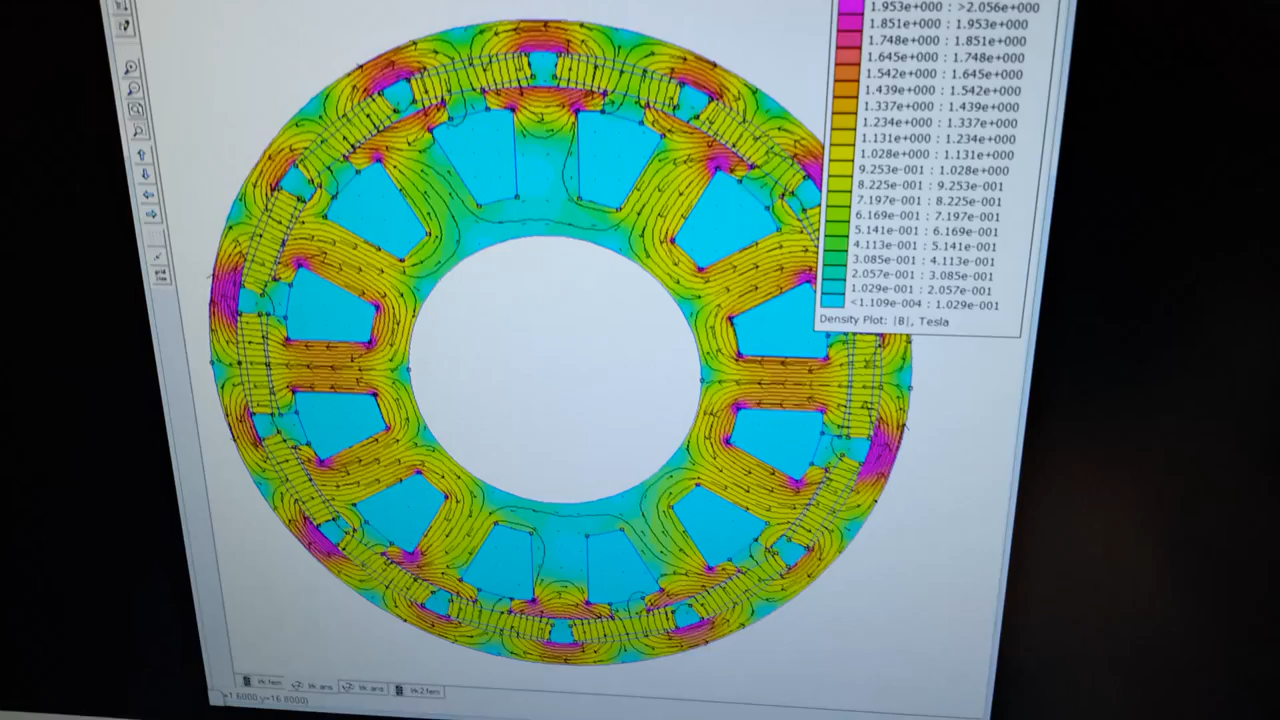 1.953e+000 : >2.056e+000
1.851e+000 : 1.953e+000
1.748e+000 : 1.851e+000
1.645e+000 : 1.748e+000
1.542e+000 : 1.645e+000
1.439e+000 : 1.542e+000
1.337e+000 : 1.439e+000
1.234e+000 : 1.337e+000
1.131e+000 : 1.234e+000
1.028e+000 : 1.131e+000
9.253e-001 : 1.028e+000
8.225e-001 : 9.253e-001
7.197e-001 : 8.225e-001
6.169e-001 : 7.197e-001
5.141e-001 : 6.169e-001
4.113e-001 : 5.141e-001
3.085e-001 : 4.113e-001
2.057e-001 : 3.085e-001
1.029e-001 : 2.057e-001
<1.109e-004 : 1.029e-001
Density Plot: |B|, Tesla
grid